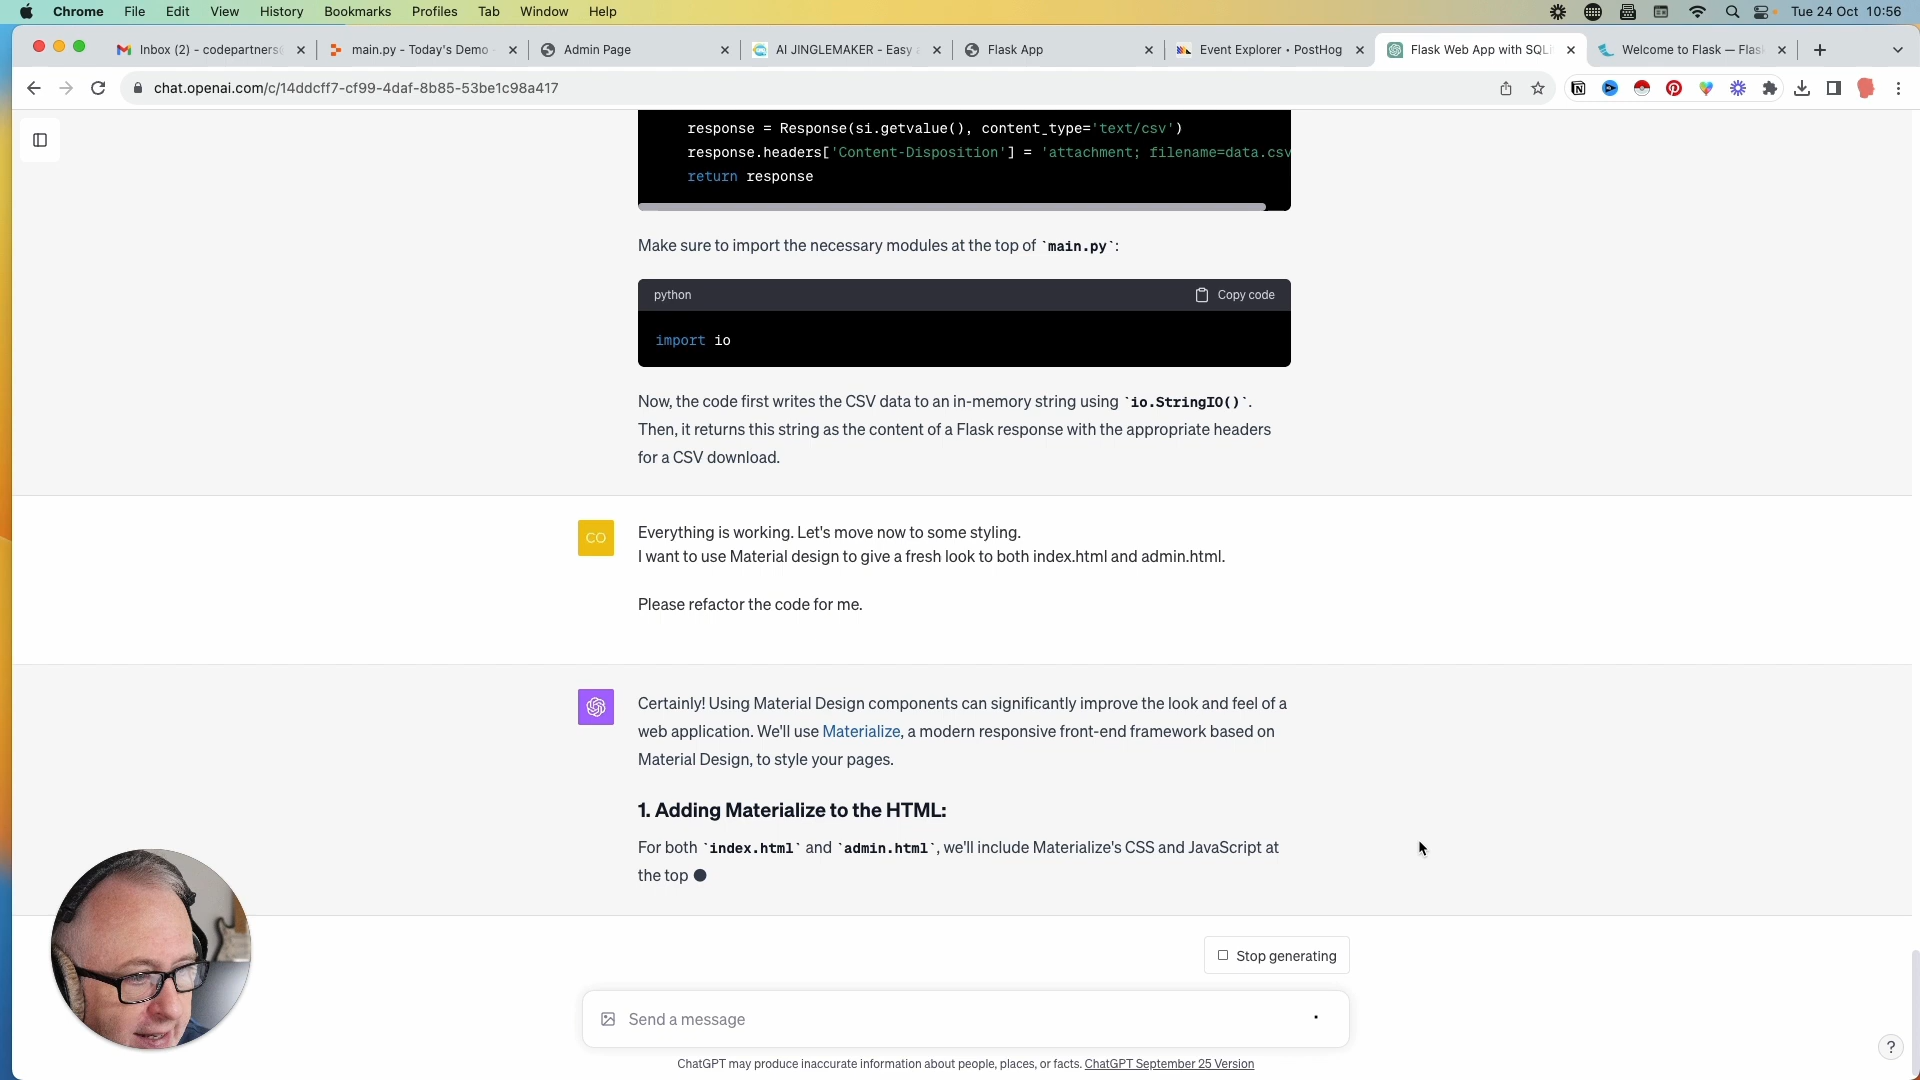 Chrome File Edit View History Bookmarks Profiles Tab Window Help Tue 24 Oct 10:56
Inbox (2) - codepartners main.py - Today's Demo Admin Page AI JINGLEMAKER - Easy Flask App Event Explorer • PostHog Flask Web App with SQLi Welcome to Flask — Flas
chat.openai.com/c/14ddcff7-cf99-4daf-8b85-53be1c98a417
response = Response(si.getvalue(), content_type='text/csv')
response.headers['Content-Disposition'] = 'attachment; filename=data.csv
return response
Make sure to import the necessary modules at the top of `main.py`:
python Copy code
import io
Now, the code first writes the CSV data to an in-memory string using `io.StringIO()`.
Then, it returns this string as the content of a Flask response with the appropriate headers
for a CSV download.
CO
Everything is working. Let's move now to some styling.
I want to use Material design to give a fresh look to both index.html and admin.html.
Please refactor the code for me.
Certainly! Using Material Design components can significantly improve the look and feel of a
web application. We'll use Materialize, a modern responsive front-end framework based on
Material Design, to style your pages.
1. Adding Materialize to the HTML:
For both `index.html` and `admin.html`, we'll include Materialize's CSS and JavaScript at
the top
Stop generating
Send a message
ChatGPT may produce inaccurate information about people, places, or facts. ChatGPT September 25 Version
?